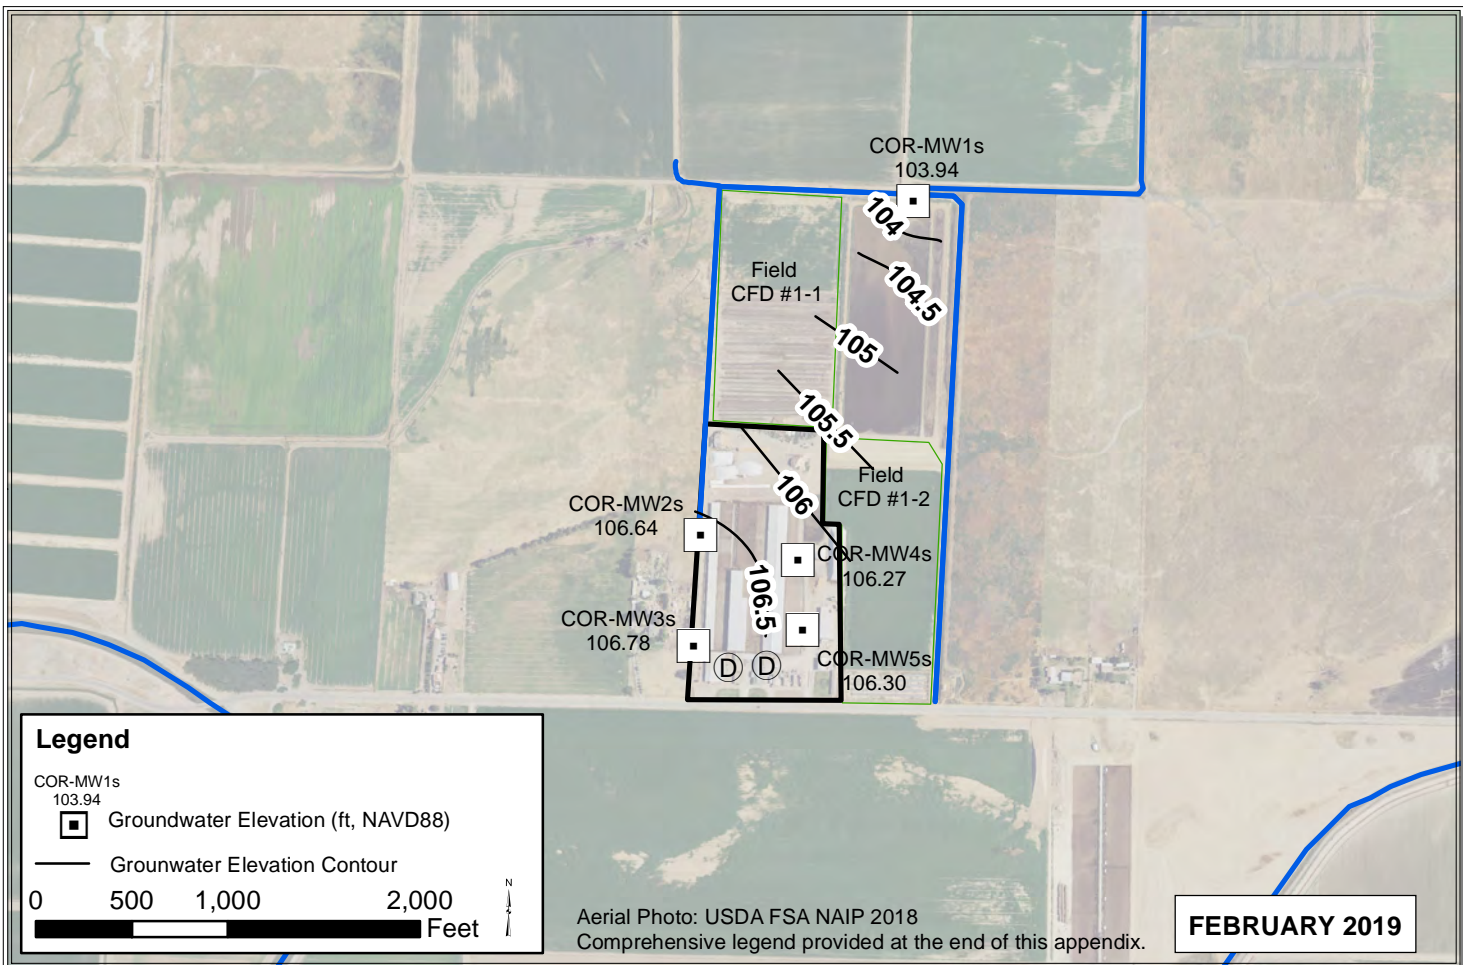 COR-MW1s
103.94
104
104.5
Field
CFD #1-1
105
105.5
Field
CFD #1-2
106
COR-MW2s
106.64
COR-MW4s
106.27
106.5
COR-MW3s
106.78
COR-MW5s
106.30
D D
Legend
COR-MW1s
103.94
Groundwater Elevation (ft, NAVD88)
Grounwater Elevation Contour
0 500 1,000 2,000
Feet
N
Aerial Photo: USDA FSA NAIP 2018
Comprehensive legend provided at the end of this appendix.
FEBRUARY 2019